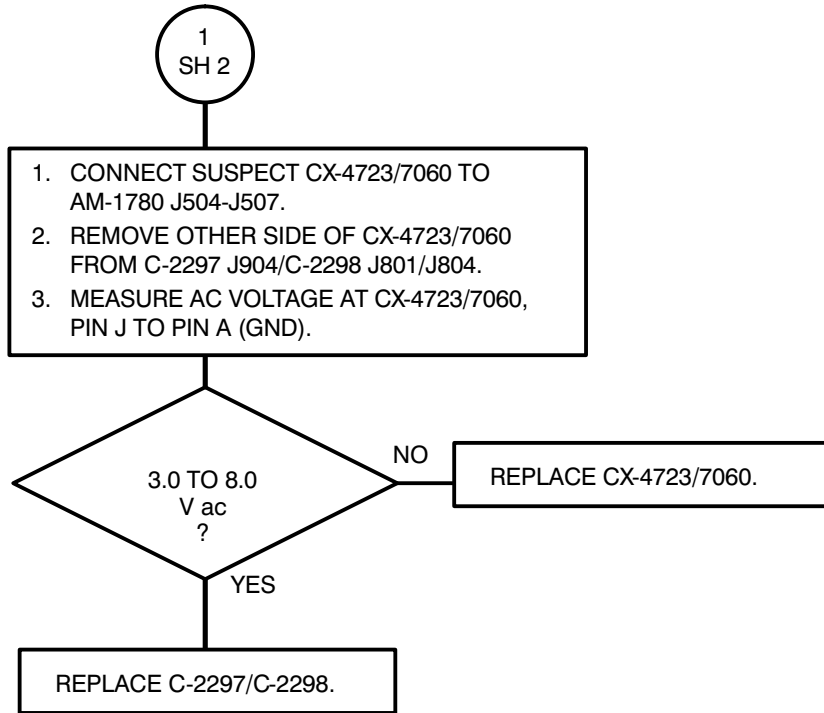 1
SH 2
1. CONNECT SUSPECT CX-4723/7060 TO
AM-1780 J504-J507.
2. REMOVE OTHER SIDE OF CX-4723/7060
FROM C-2297 J904/C-2298 J801/J804.
3. MEASURE AC VOLTAGE AT CX-4723/7060,
PIN J TO PIN A (GND).
3.0 TO 8.0
V ac
?
NO
REPLACE CX-4723/7060.
YES
REPLACE C-2297/C-2298.